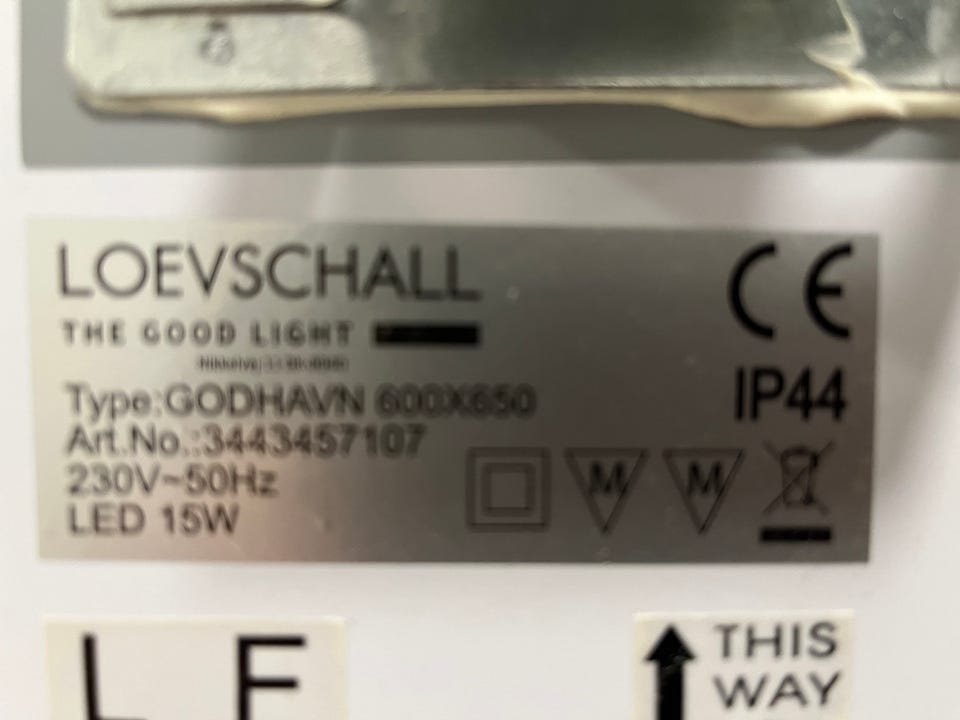 LOEVSCHALL
THE GOOD LIGHT
Type:GODHAVN 600X650
Art.No.:3443457107
230V~50Hz
LED 15W
CE
IP44
M M
L F
THIS
WAY